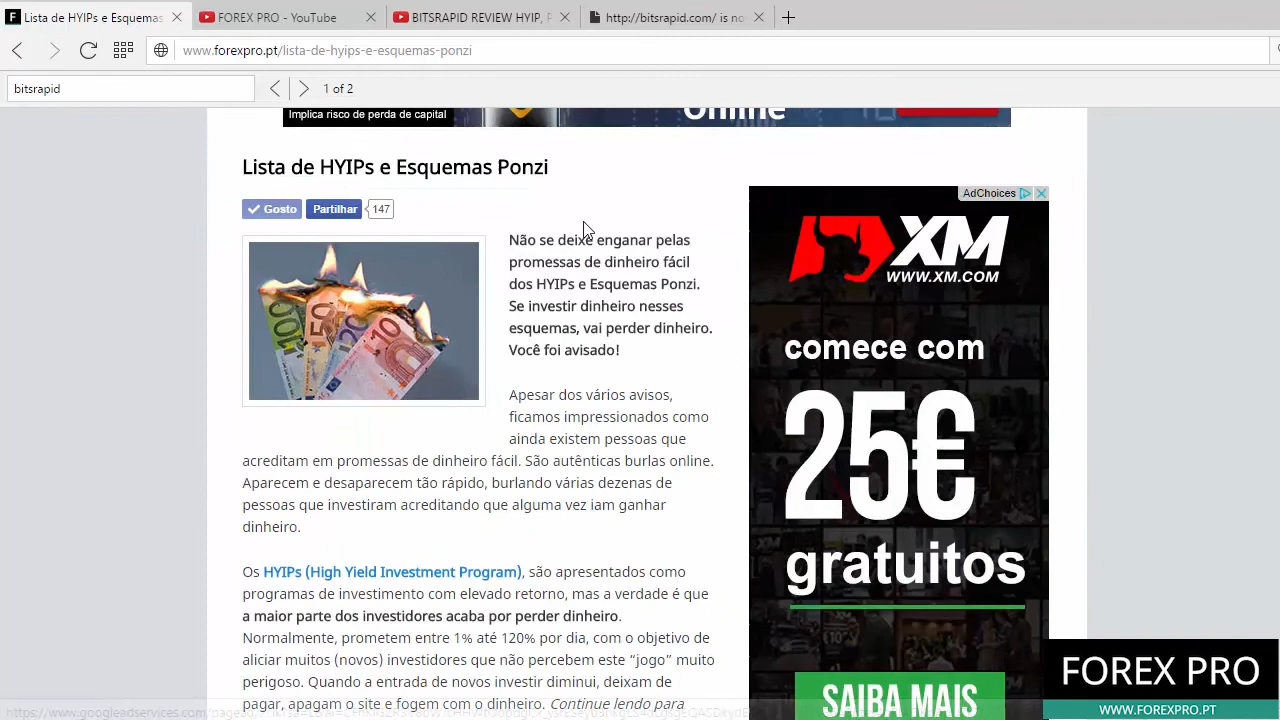 Lista de HYIPs e Esquemas
FOREX PRO - YouTube
BITSRAPID REVIEW HYIP, P
http://bitsrapid.com/ is no
www.forexpro.pt/lista-de-hyips-e-esquemas-ponzi
bitsrapid
1 of 2
Implica risco de perda de capital
Online
Lista de HYIPs e Esquemas Ponzi
Gosto
Partilhar
147
Não se deixe enganar pelas
promessas de dinheiro fácil
dos HYIPs e Esquemas Ponzi.
Se investir dinheiro nesses
esquemas, vai perder dinheiro.
Você foi avisado!
Apesar dos vários avisos,
ficamos impressionados como
ainda existem pessoas que
acreditam em promessas de dinheiro fácil. São autênticas burlas online.
Aparecem e desaparecem tão rápido, burlando várias dezenas de
pessoas que investiram acreditando que alguma vez iam ganhar
dinheiro.
Os HYIPs (High Yield Investment Program), são apresentados como
programas de investimento com elevado retorno, mas a verdade é que
a maior parte dos investidores acaba por perder dinheiro.
Normalmente, prometem entre 1% até 120% por dia, com o objetivo de
aliciar muitos (novos) investidores que não percebem este “jogo” muito
perigoso. Quando a entrada de novos investir diminui, deixam de
pagar, apagam o site e fogem com o dinheiro. Continue lendo para
AdChoices
XM
WWW.XM.COM
comece com
25€
gratuitos
SAIBA MAIS
FOREX PRO
WWW.FOREXPRO.PT